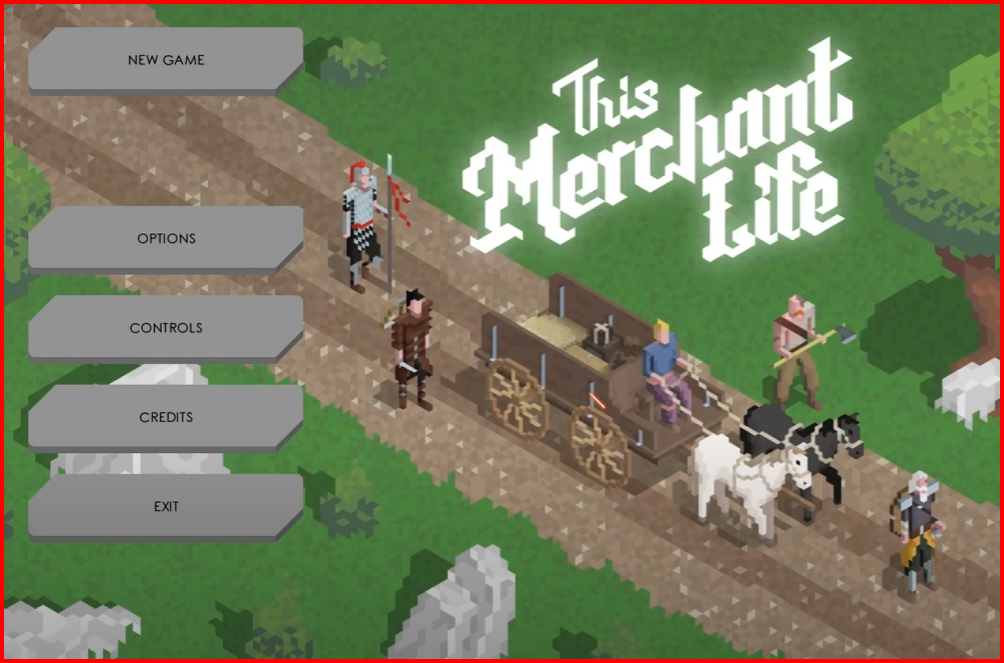 NEW GAME
This
Merchant
Life
OPTIONS
CONTROLS
CREDITS
EXIT